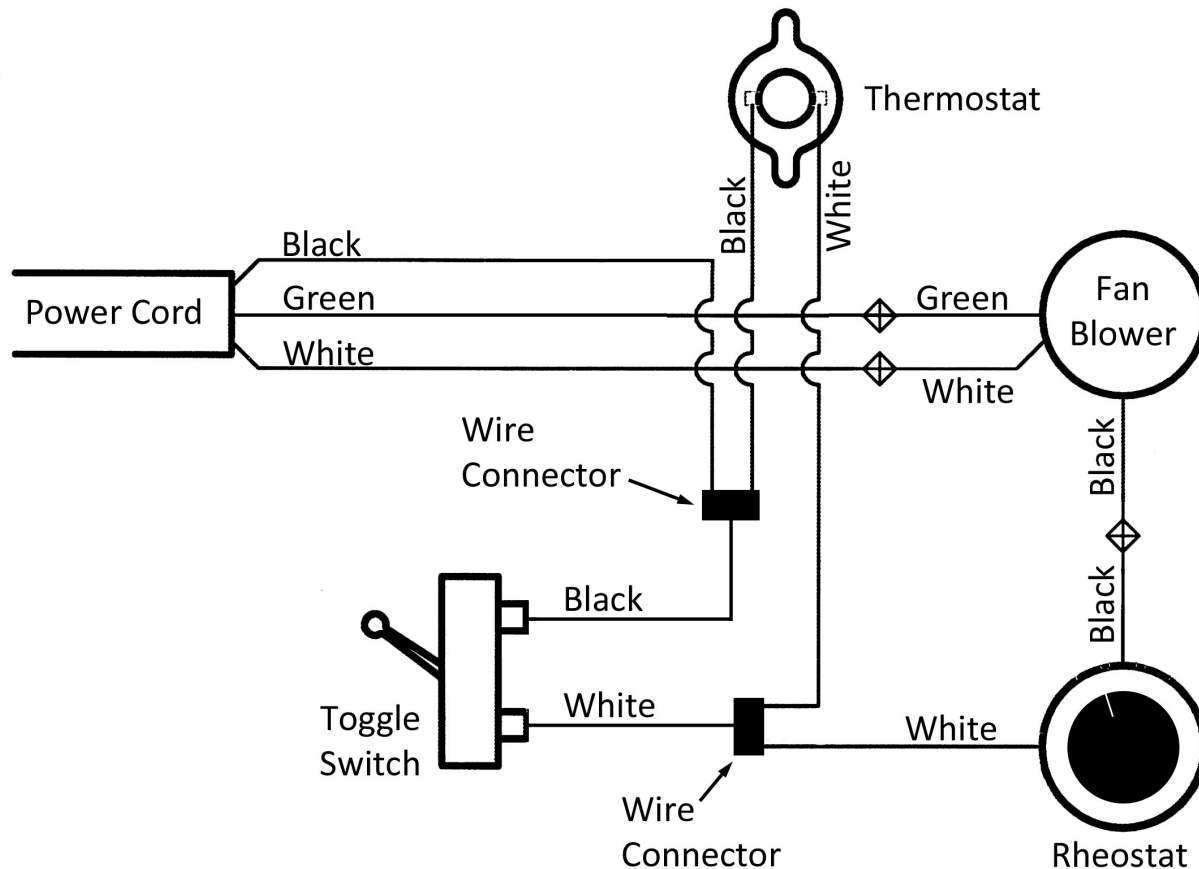 Thermostat
Black
White
Black
Green
White
Power Cord
Green
White
Fan
Blower
Wire
Connector
Black
Black
Black
White
Toggle
Switch
White
Wire
Connector
Rheostat